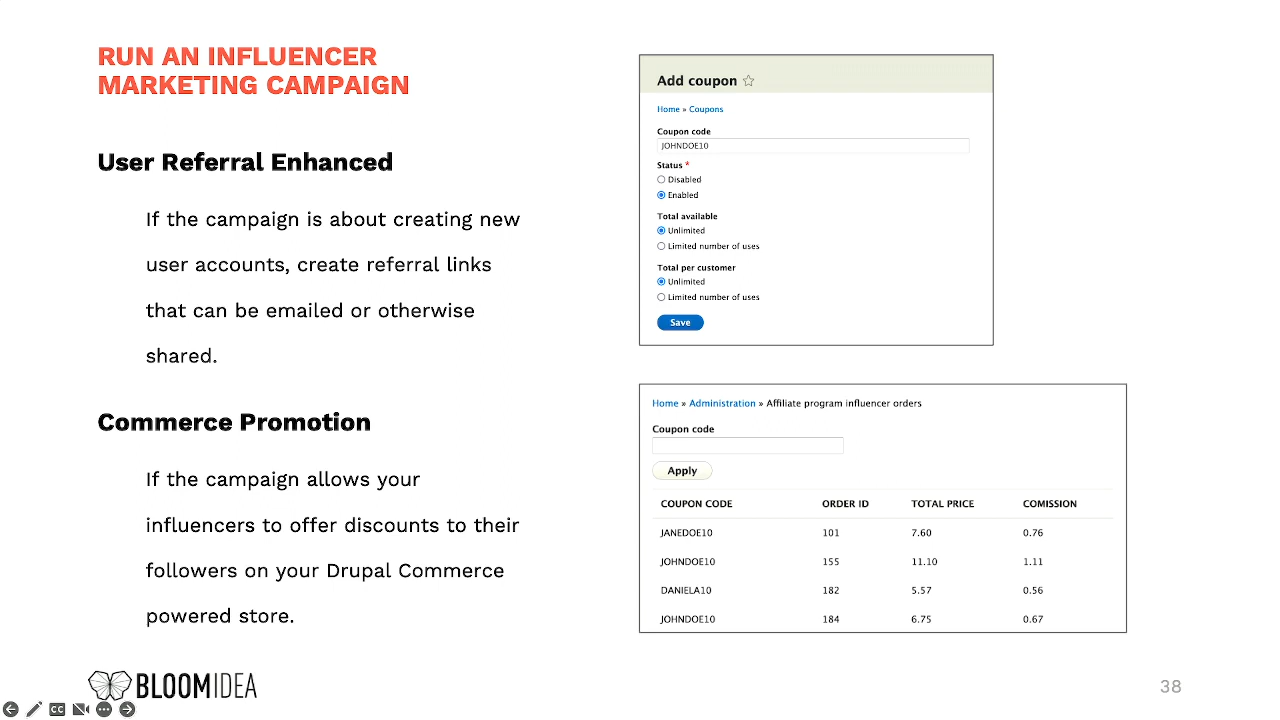 RUN AN INFLUENCER
MARKETING CAMPAIGN
User Referral Enhanced
If the campaign is about creating new
user accounts, create referral links
that can be emailed or otherwise
shared.
Commerce Promotion
If the campaign allows your
influencers to offer discounts to their
followers on your Drupal Commerce
powered store.
Add coupon
Home » Coupons
Coupon code
JOHNDOE10
Status *
Disabled
Enabled
Total available
Unlimited
Limited number of uses
Total per customer
Unlimited
Limited number of uses
Save
Home » Administration » Affiliate program influencer orders
Coupon code
Apply
COUPON CODE ORDER ID TOTAL PRICE COMISSION
JANEDOE10 101 7.60 0.76
JOHNDOE10 155 11.10 1.11
DANIELA10 182 5.57 0.56
JOHNDOE10 184 6.75 0.67
BLOOMIDEA
38
CC